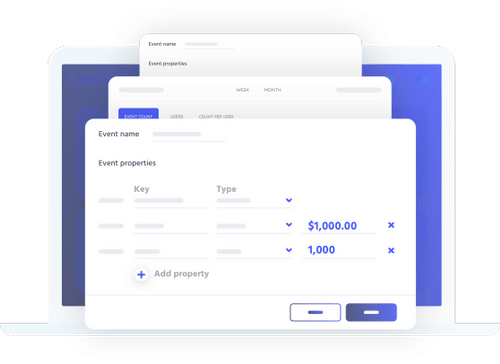 Event name
Event properties
WEEK MONTH
EVENT COUNT USERS COUNT PER USER
Event name
Event properties
Key Type
$1,000.00
1,000
Add property